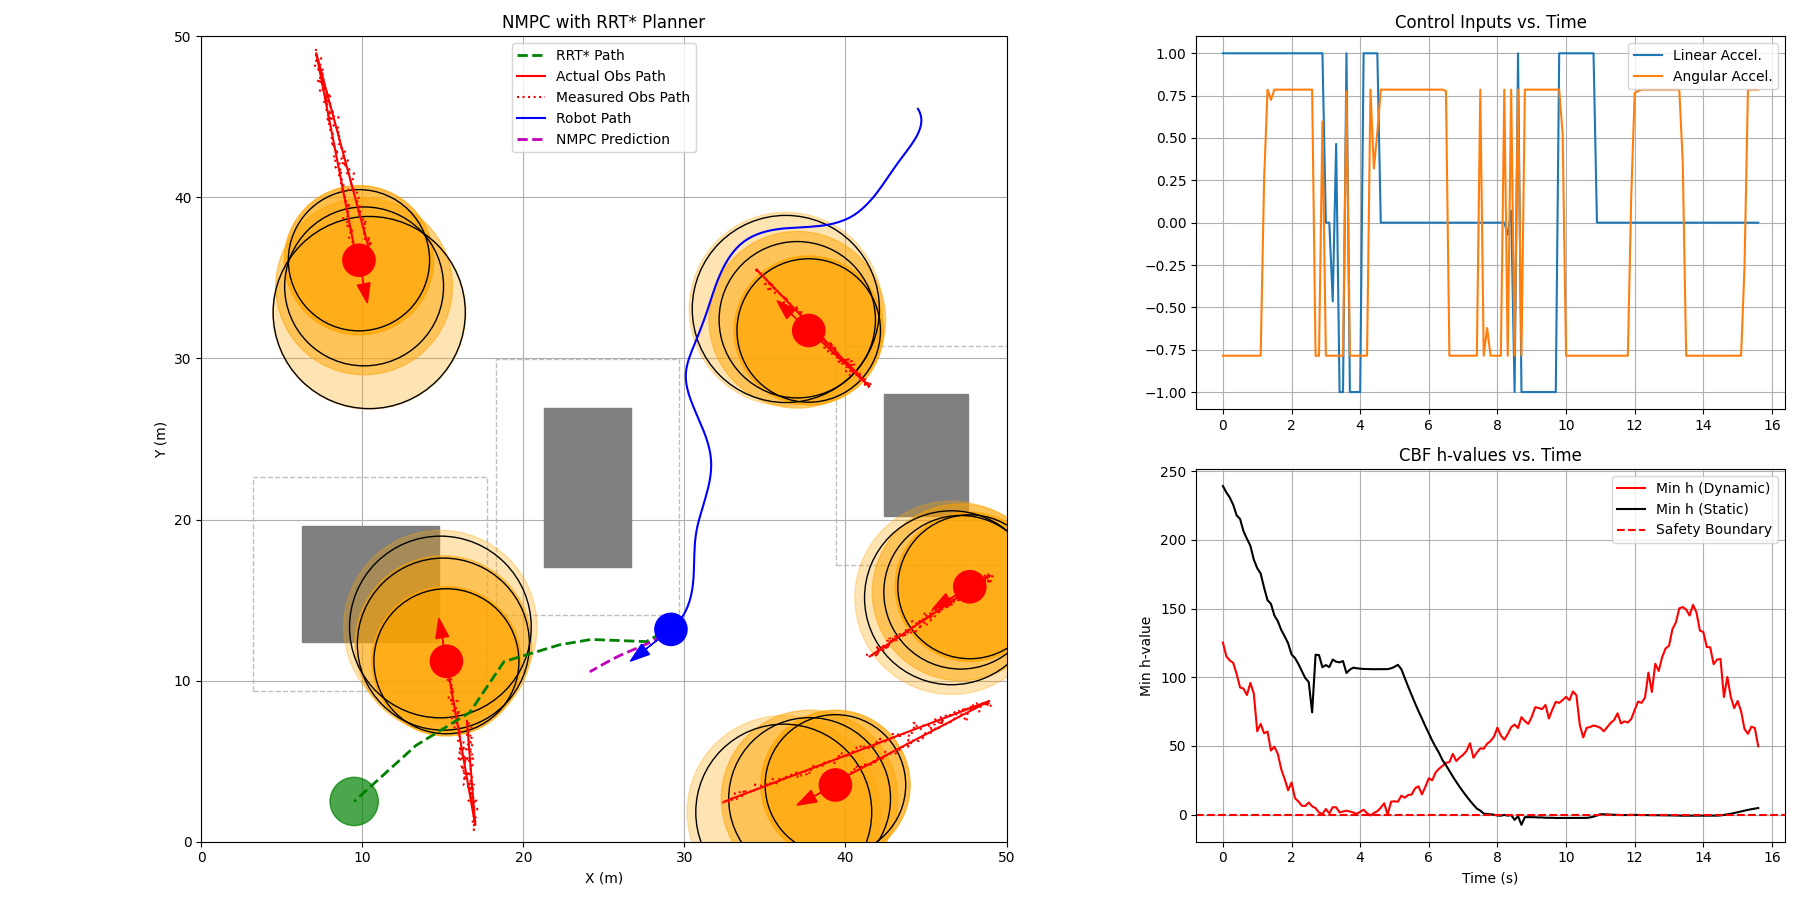 NMPC with RRT* Planner
50
40
30
20
10
0
Y (m)
RRT* Path
Actual Obs Path
Measured Obs Path
Robot Path
NMPC Prediction
0 10 20 30 40 50
X (m)
Control Inputs vs. Time
1.00
0.75
0.50
0.25
0.00
−0.25
−0.50
−0.75
−1.00
Linear Accel.
Angular Accel.
0 2 4 6 8 10 12 14 16
CBF h-values vs. Time
250
200
150
100
50
0
Min h-value
Min h (Dynamic)
Min h (Static)
Safety Boundary
0 2 4 6 8 10 12 14 16
Time (s)